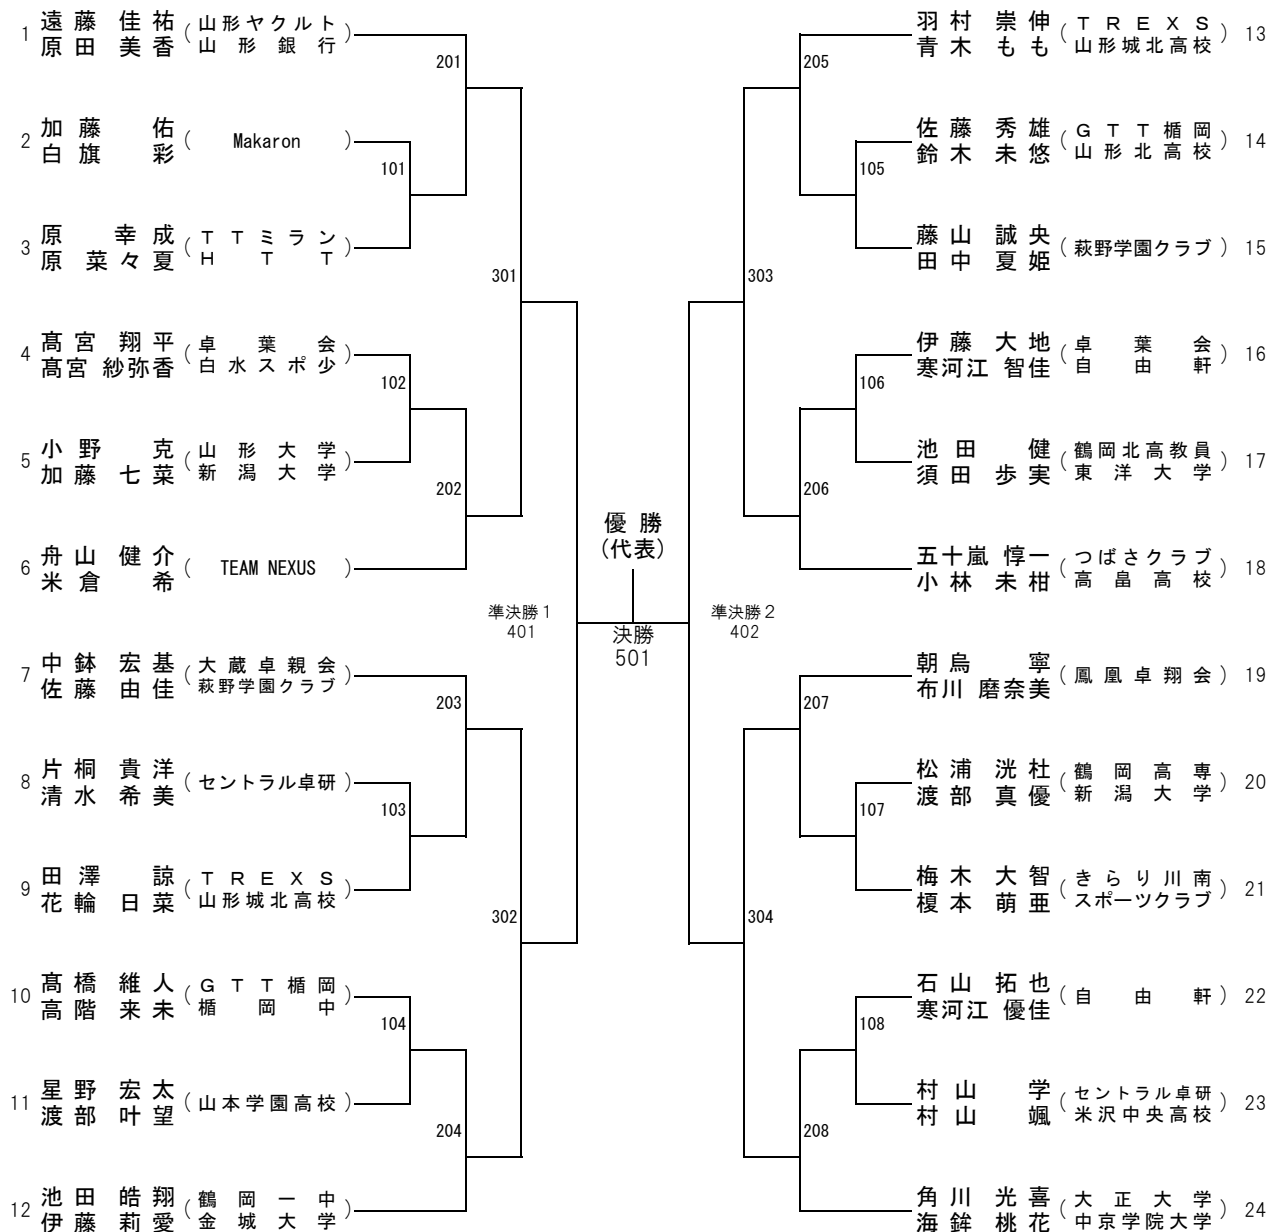 1 遠藤 佳祐 (山形ヤクルト)
原田 美香 (山形銀行)
201
2 加藤 佑 (Makaron)
白旗 彩
101
3 原 幸成 (TTミラン)
原 菜々夏 (HTT)
301
4 髙宮 翔平 (卓葉会)
髙宮 紗弥香 (白水スポ少)
102
5 小野 克 (山形大学)
加藤 七菜 (新潟大学)
202
6 舟山 健介 (TEAM NEXUS)
米倉 希
準決勝1
401
7 中鉢 宏基 (大蔵卓親会)
佐藤 由佳 (萩野学園クラブ)
203
8 片桐 貴洋 (セントラル卓研)
清水 希美
103
9 田澤 諒 (TREXS)
花輪 日菜 (山形城北高校)
302
10 髙橋 維人 (GTT楯岡)
高階 来未 (楯岡中)
104
11 星野 宏太 (山本学園高校)
渡部 叶望
204
12 池田 皓翔 (鶴岡一中)
伊藤 莉愛 (金城大学)
優勝
(代表)
決勝
501
羽村 崇伸 (TREXS) 13
青木 もも (山形城北高校)
205
佐藤 秀雄 (GTT楯岡) 14
鈴木 未悠 (山形北高校)
105
藤山 誠央 (萩野学園クラブ) 15
田中 夏姫
303
伊藤 大地 (卓葉会) 16
寒河江 智佳 (自由軒)
106
池田 健 (鶴岡北高教員) 17
須田 歩実 (東洋大学)
206
五十嵐 惇一 (つばさクラブ) 18
小林 未柑 (高畠高校)
準決勝2
402
朝烏 寧 (鳳凰卓翔会) 19
布川 磨奈美
207
松浦 洸杜 (鶴岡高専) 20
渡部 真優 (新潟大学)
107
梅木 大智 (きらり川南) 21
榎本 萌亜 (スポーツクラブ)
304
石山 拓也 (自由軒) 22
寒河江 優佳
108
村山 学 (セントラル卓研) 23
村山 颯 (米沢中央高校)
208
角川 光喜 (大正大学) 24
海鉾 桃花 (中京学院大学)